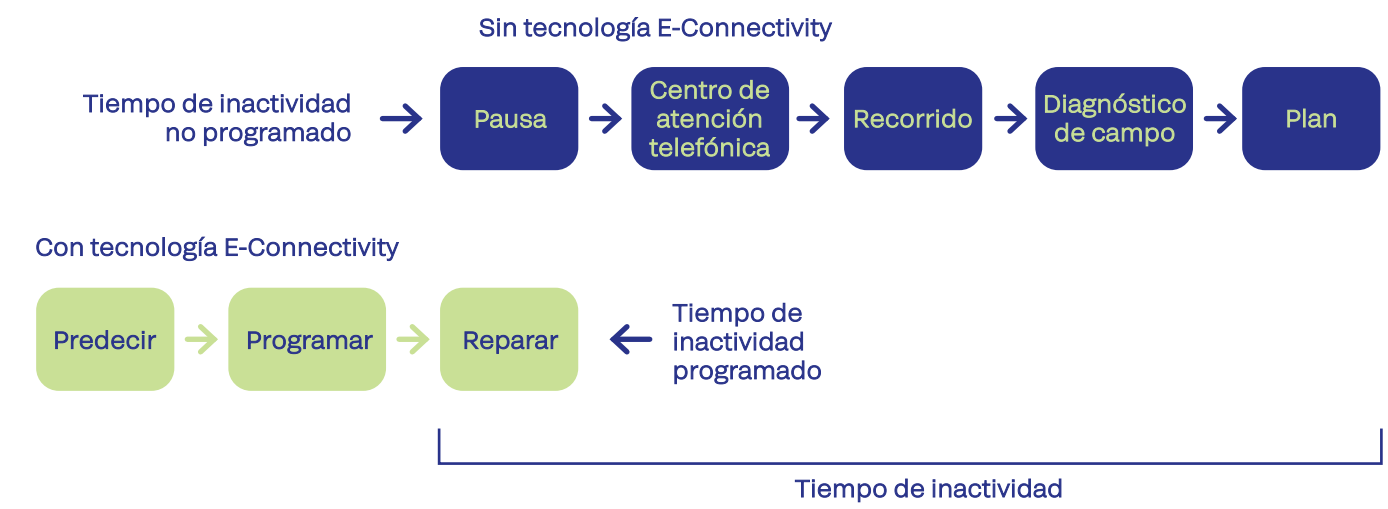 Sin tecnología E-Connectivity
Tiempo de inactividad
no programado
Pausa
Centro de
atención
telefónica
Recorrido
Diagnóstico
de campo
Plan
Con tecnología E-Connectivity
Predecir
Programar
Reparar
Tiempo de
inactividad
programado
Tiempo de inactividad